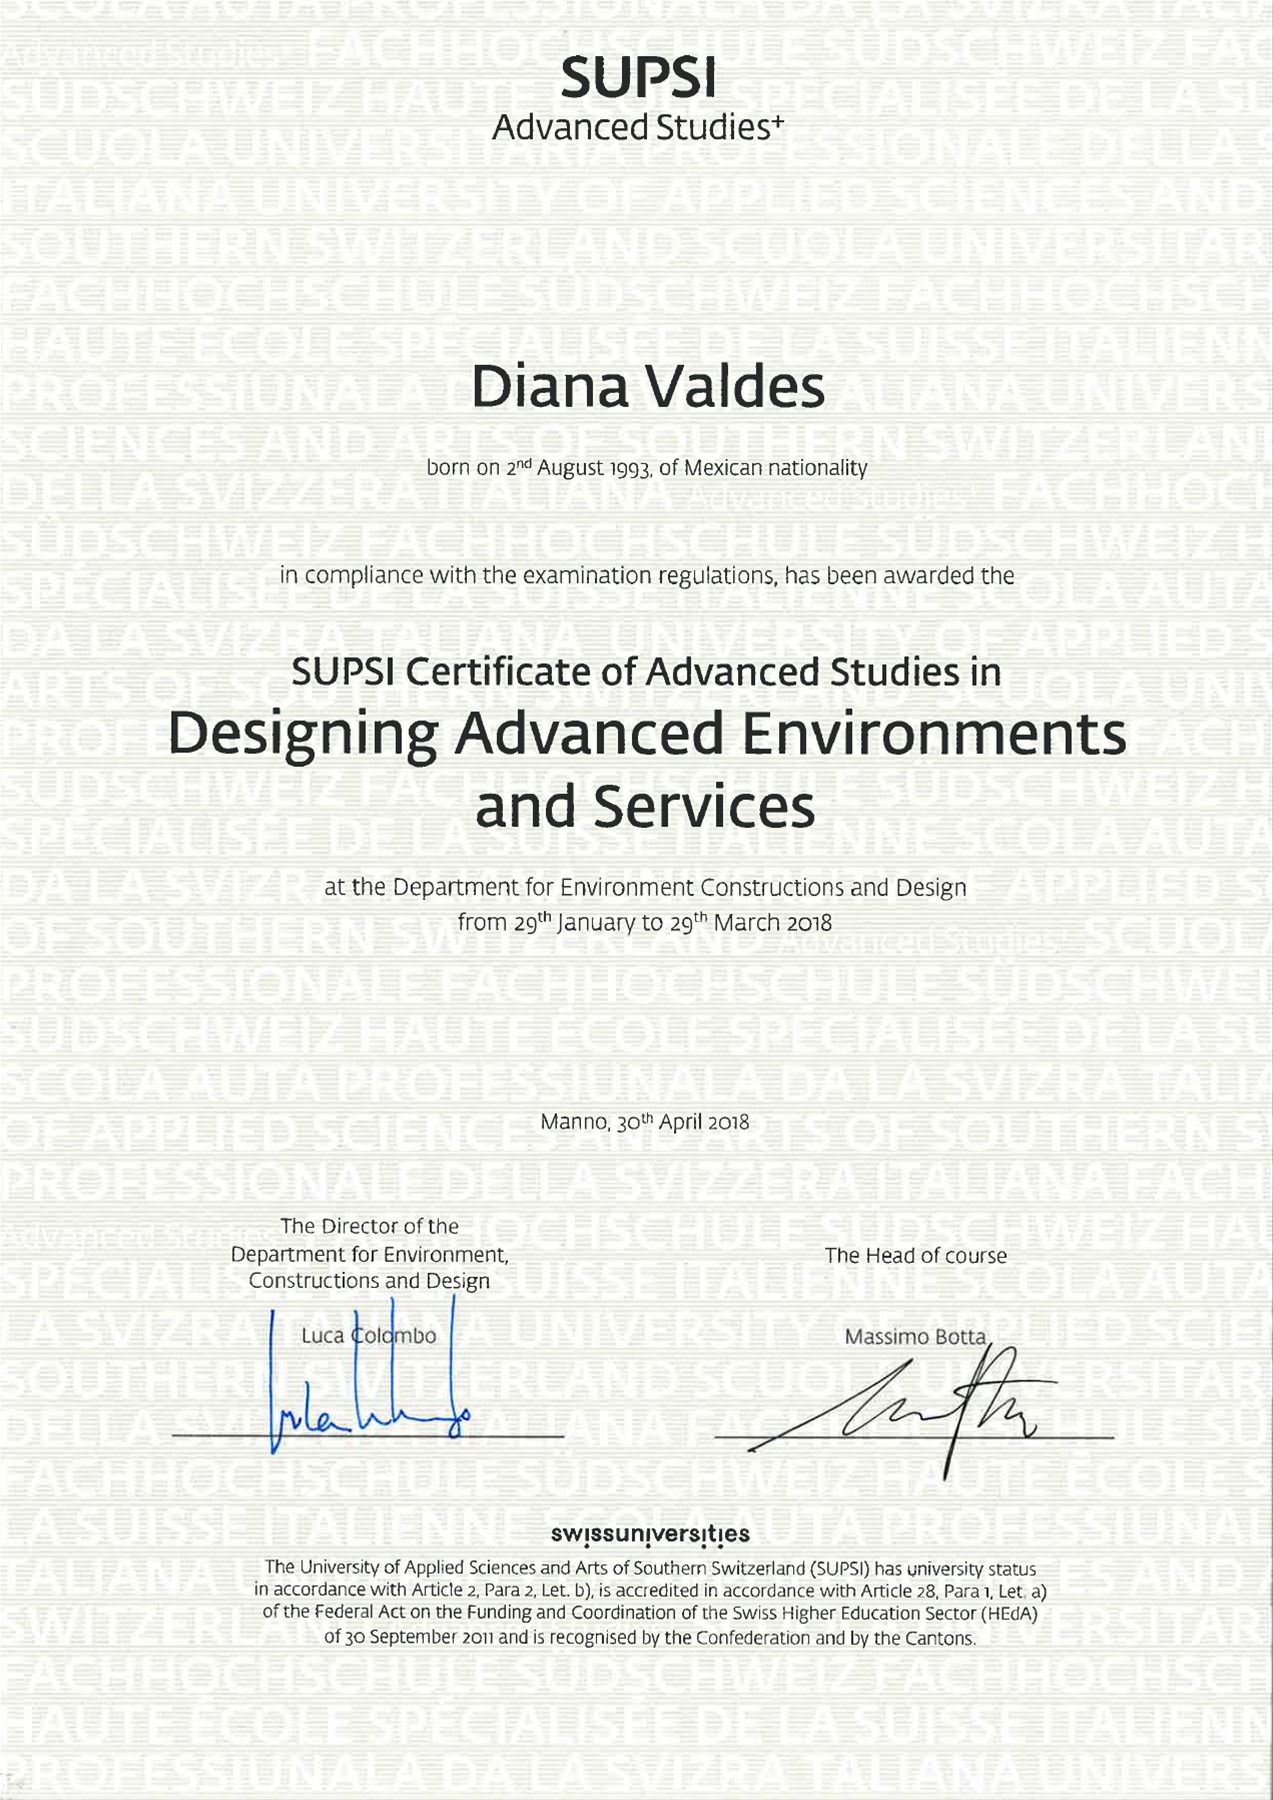 SUPSI
Advanced Studies+
Diana Valdes
born on 2nd August 1993, of Mexican nationality
in compliance with the examination regulations, has been awarded the
SUPSI Certificate of Advanced Studies in
Designing Advanced Environments
and Services
at the Department for Environment Constructions and Design
from 29th January to 29th March 2018
Manno, 30th April 2018
The Director of the
Department for Environment,
Constructions and Design
Luca Colombo
The Head of course
Massimo Botta
swissuniversities
The University of Applied Sciences and Arts of Southern Switzerland (SUPSI) has university status
in accordance with Article 2, Para 2, Let. b), is accredited in accordance with Article 28, Para 1, Let. a)
of the Federal Act on the Funding and Coordination of the Swiss Higher Education Sector (HEdA)
of 30 September 2011 and is recognised by the Confederation and by the Cantons.